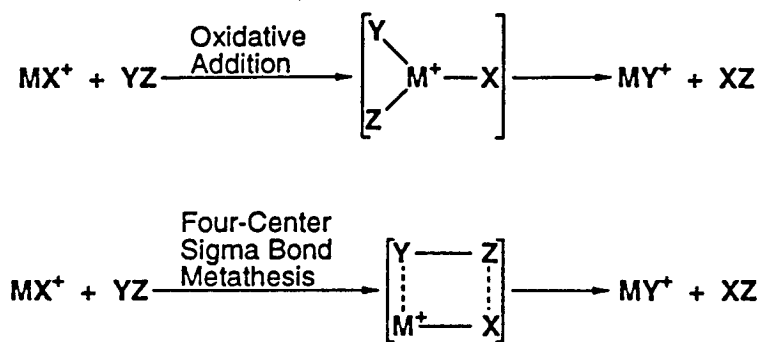 Oxidative
Addition
MX⁺ + YZ
Y
M⁺ X
Z
MY⁺ + XZ
Four-Center
Sigma Bond
Metathesis
MX⁺ + YZ
Y Z
M⁺ X
MY⁺ + XZ